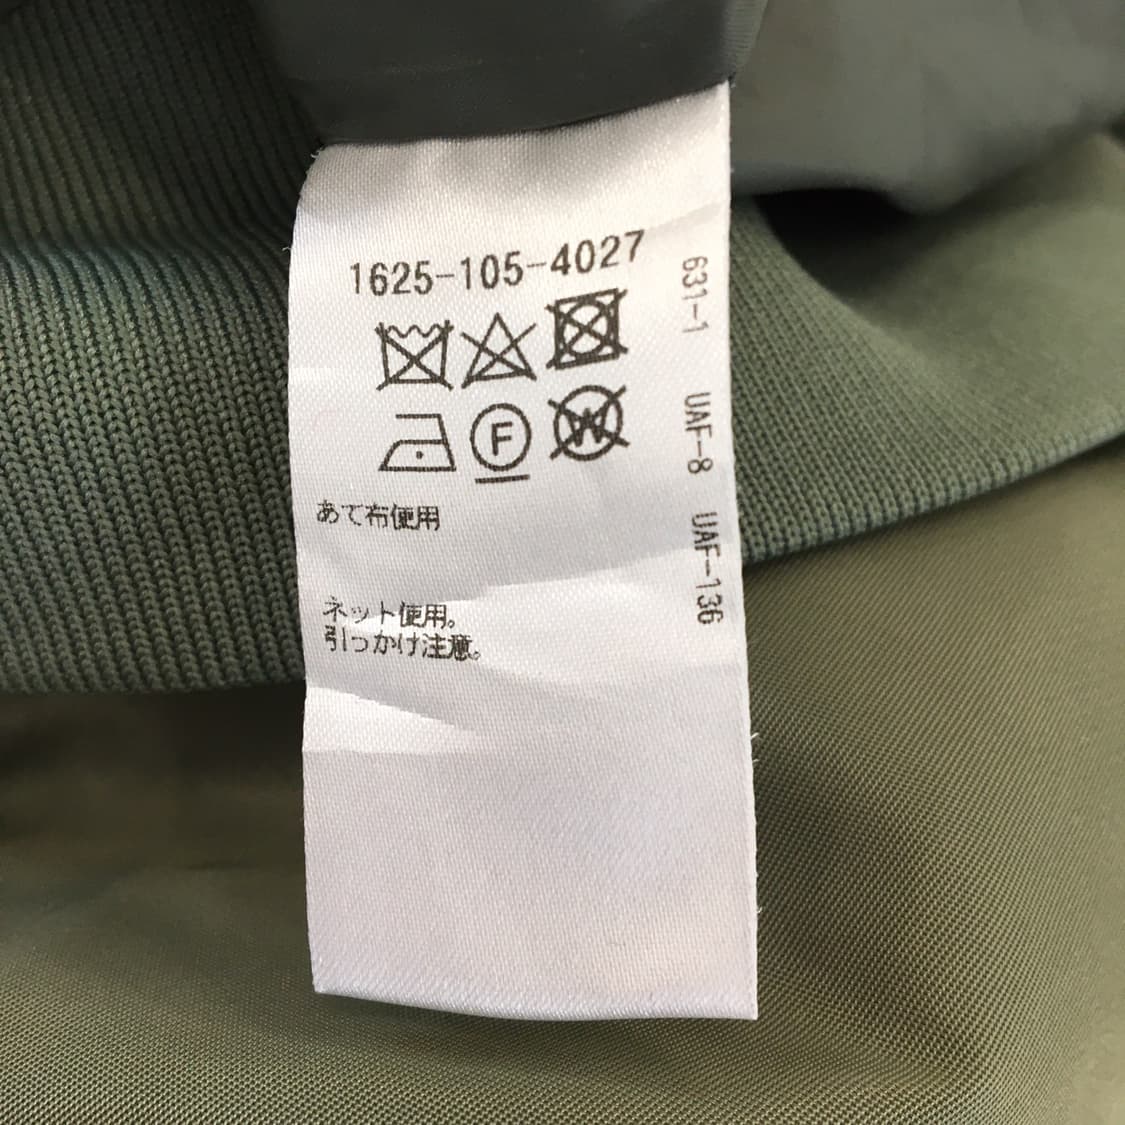 1625-105-4027
F
W
あて布使用
ネット使用。
引っかけ注意。
631-1 UAF-8 UAF-136